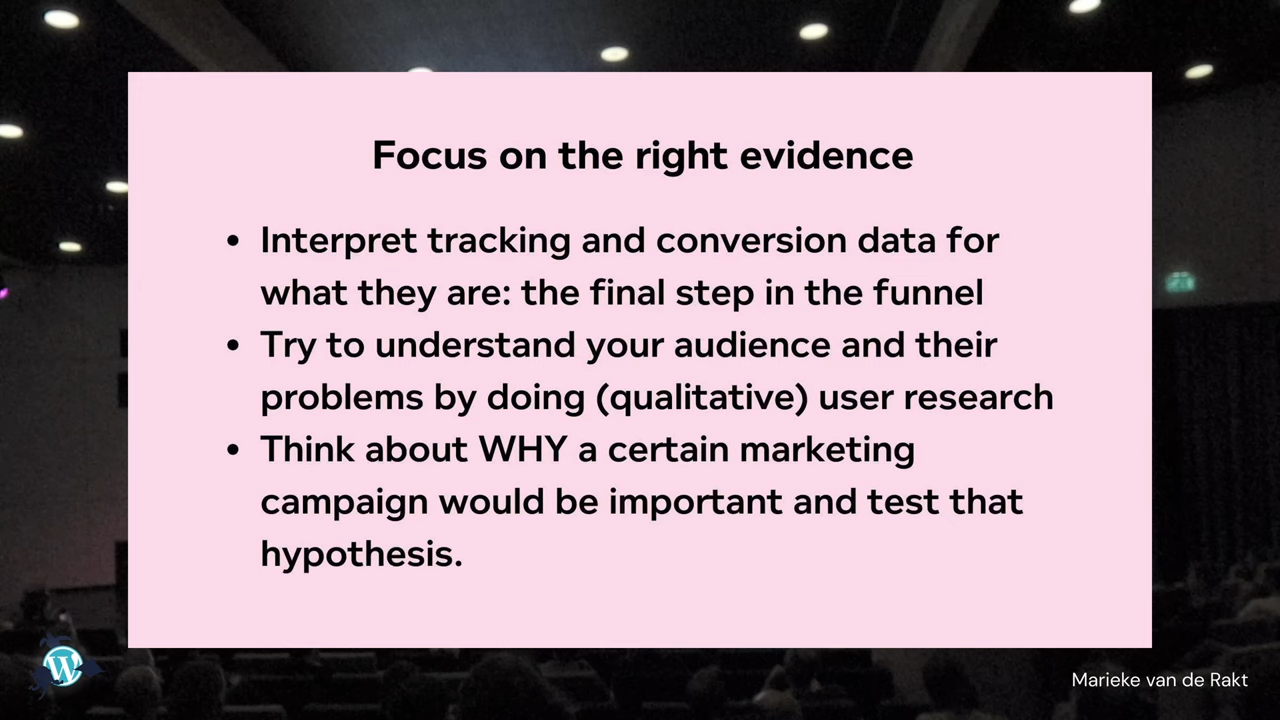 Focus on the right evidence
• Interpret tracking and conversion data for
what they are: the final step in the funnel
• Try to understand your audience and their
problems by doing (qualitative) user research
• Think about WHY a certain marketing
campaign would be important and test that
hypothesis.
W
Marieke van de Rakt